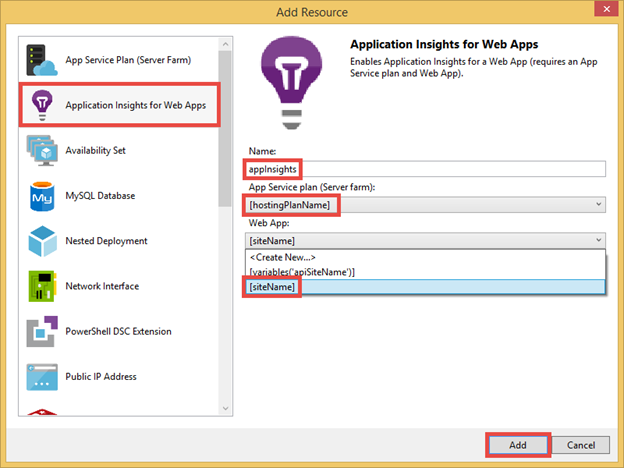 Add Resource
App Service Plan (Server Farm)
Application Insights for Web Apps
Availability Set
MySQL Database
My
Nested Deployment
Network Interface
PowerShell DSC Extension
Public IP Address
Application Insights for Web Apps
Enables Application Insights for a Web App (requires an App
Service plan and Web App).
Name:
appInsights
App Service plan (Server farm):
[hostingPlanName]
Web App:
[siteName]
<Create New...>
[variables('apiSiteName')]
[siteName]
Add
Cancel